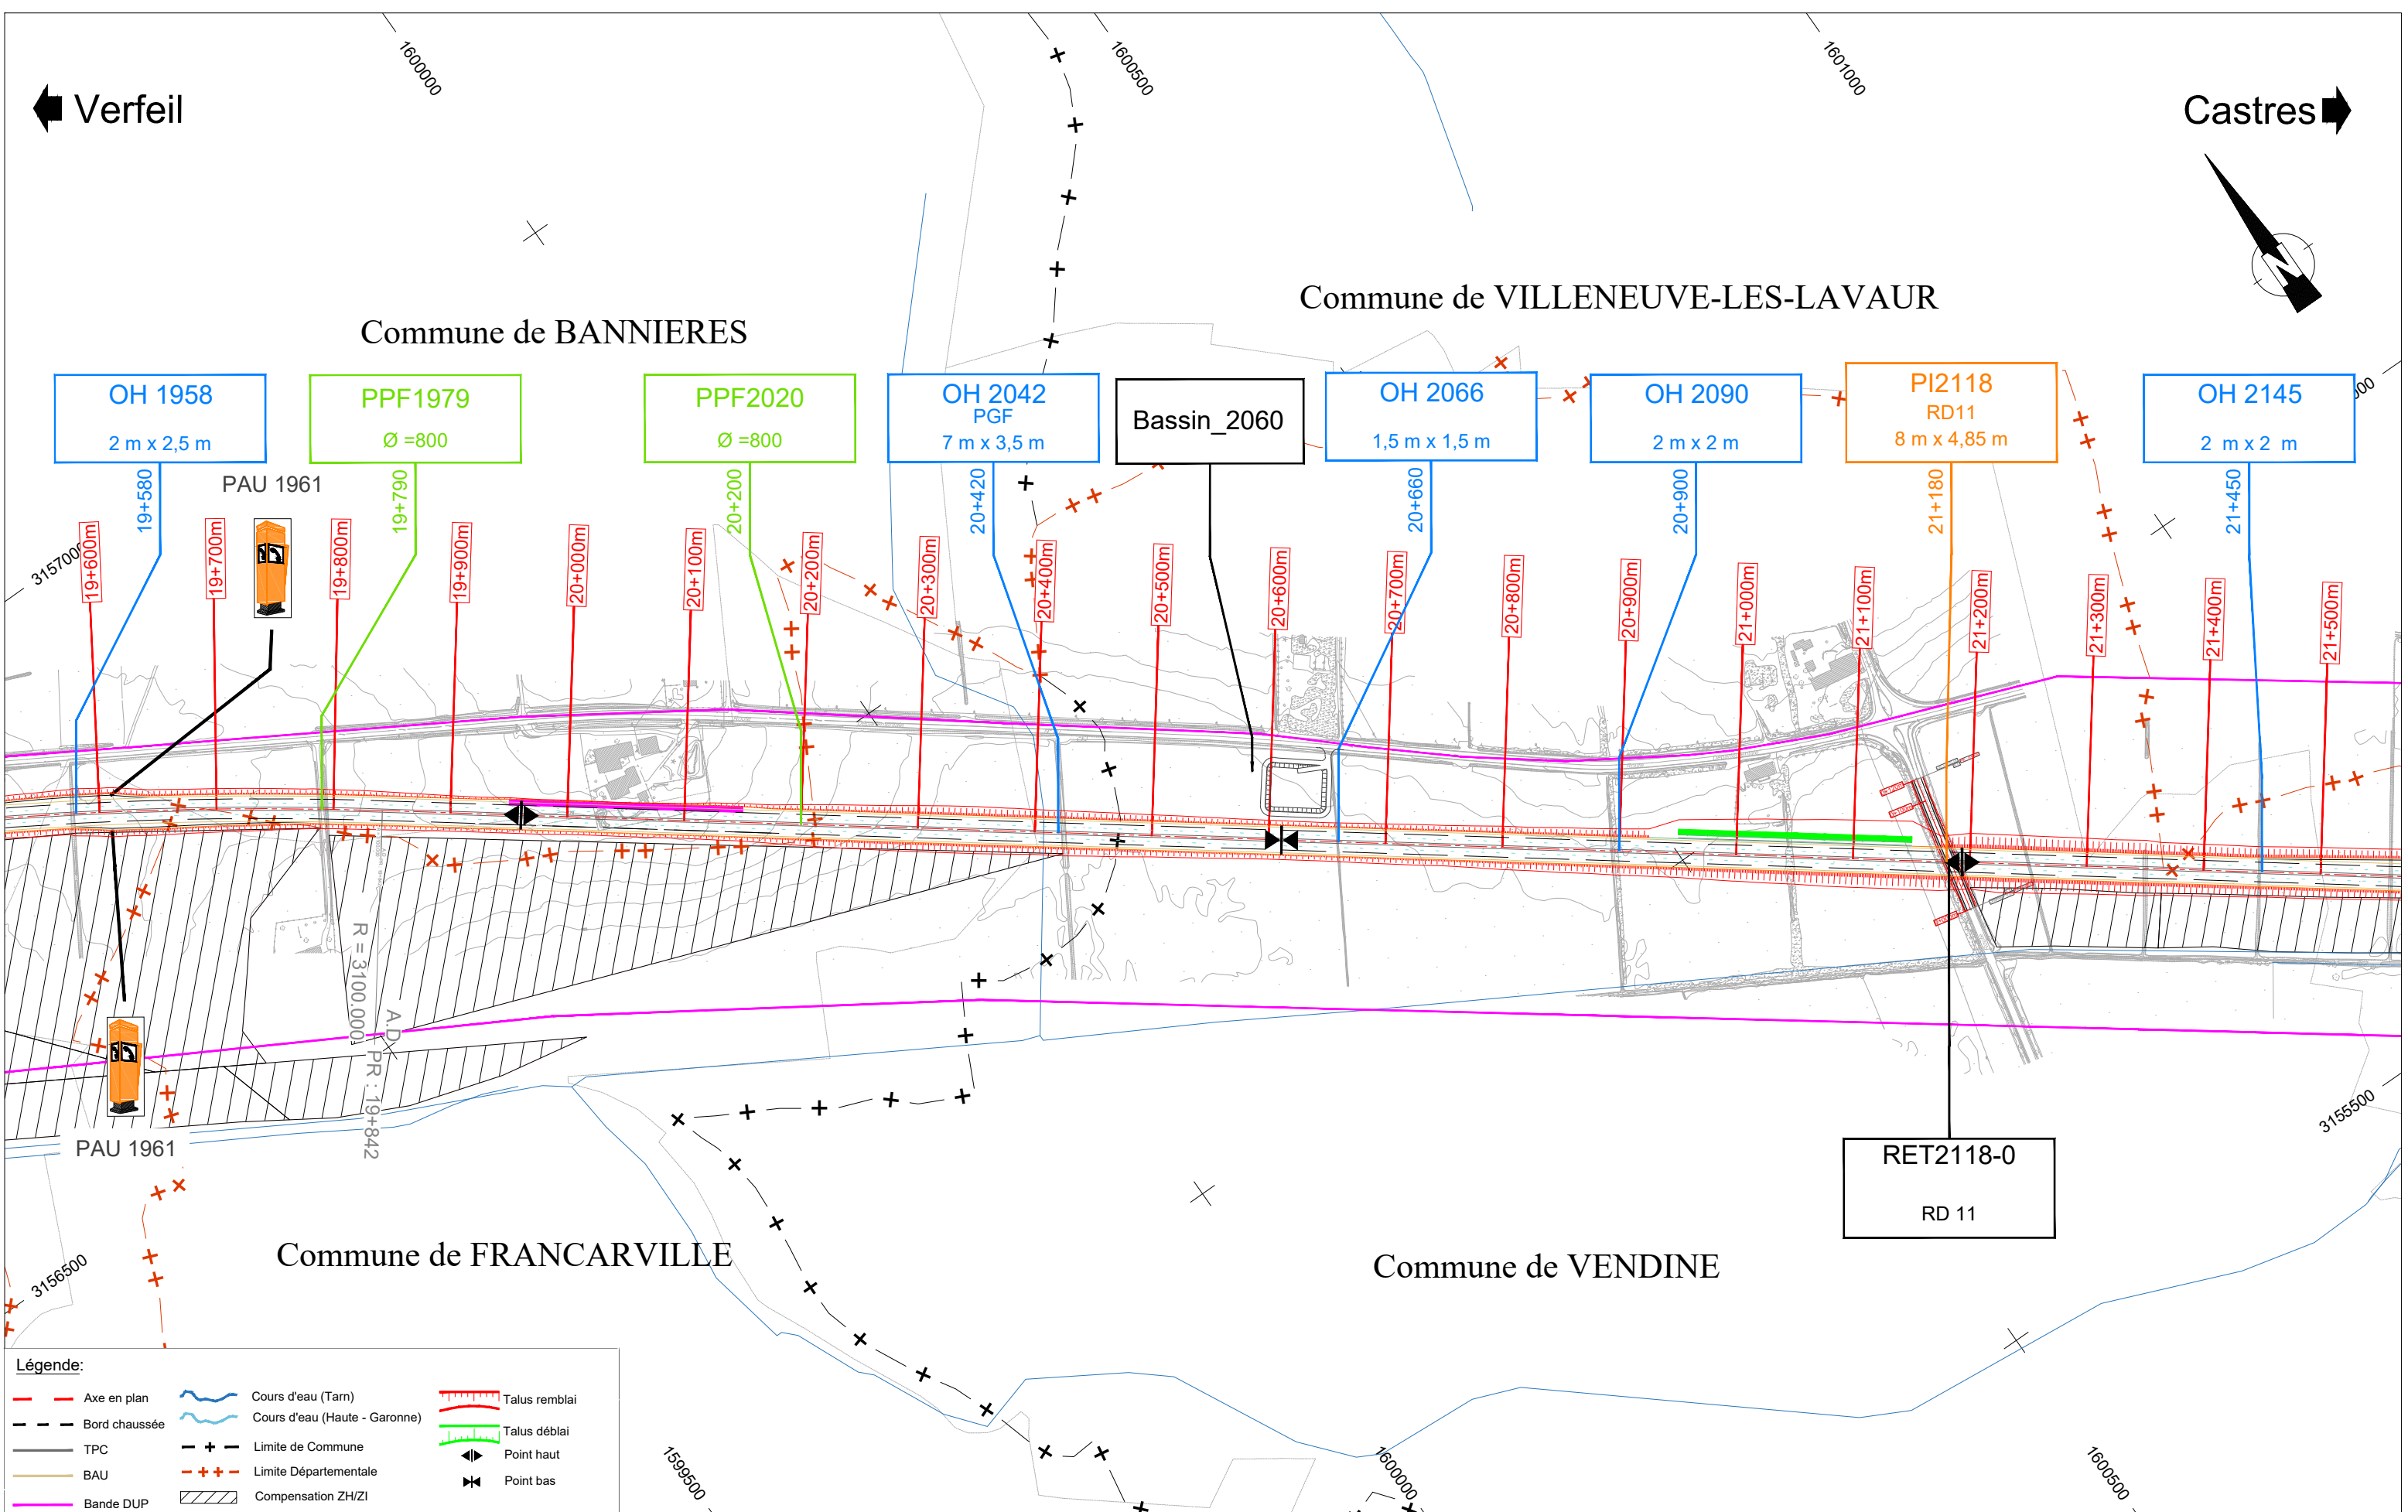 1600000
1600500
1601000
Verfeil
Castres
N
Commune de VILLENEUVE-LES-LAVAUR
Commune de BANNIERES
OH 1958
2 m x 2,5 m
19+580
PPF1979
Ø =800
19+790
PPF2020
Ø =800
20+200
OH 2042
PGF
7 m x 3,5 m
20+420
Bassin_2060
OH 2066
1,5 m x 1,5 m
20+660
OH 2090
2 m x 2 m
20+900
PI2118
RD11
8 m x 4,85 m
21+180
OH 2145
2 m x 2 m
21+450
PAU 1961
3157000
19+600m
19+700m
19+800m
19+900m
20+000m
20+100m
20+200m
20+300m
20+400m
20+500m
20+600m
20+700m
20+800m
20+900m
21+000m
21+100m
21+200m
21+300m
21+400m
21+500m
R = 3100.000
A.D.
PR : 19+842
PAU 1961
3155500
RET2118-0
RD 11
Commune de FRANCARVILLE
Commune de VENDINE
3156500
Légende:
Axe en plan
Bord chaussée
TPC
BAU
Bande DUP
Cours d'eau (Tarn)
Cours d'eau (Haute - Garonne)
Limite de Commune
Limite Départementale
Compensation ZH/ZI
Talus remblai
Talus déblai
Point haut
Point bas
1599500
1600000
1600500